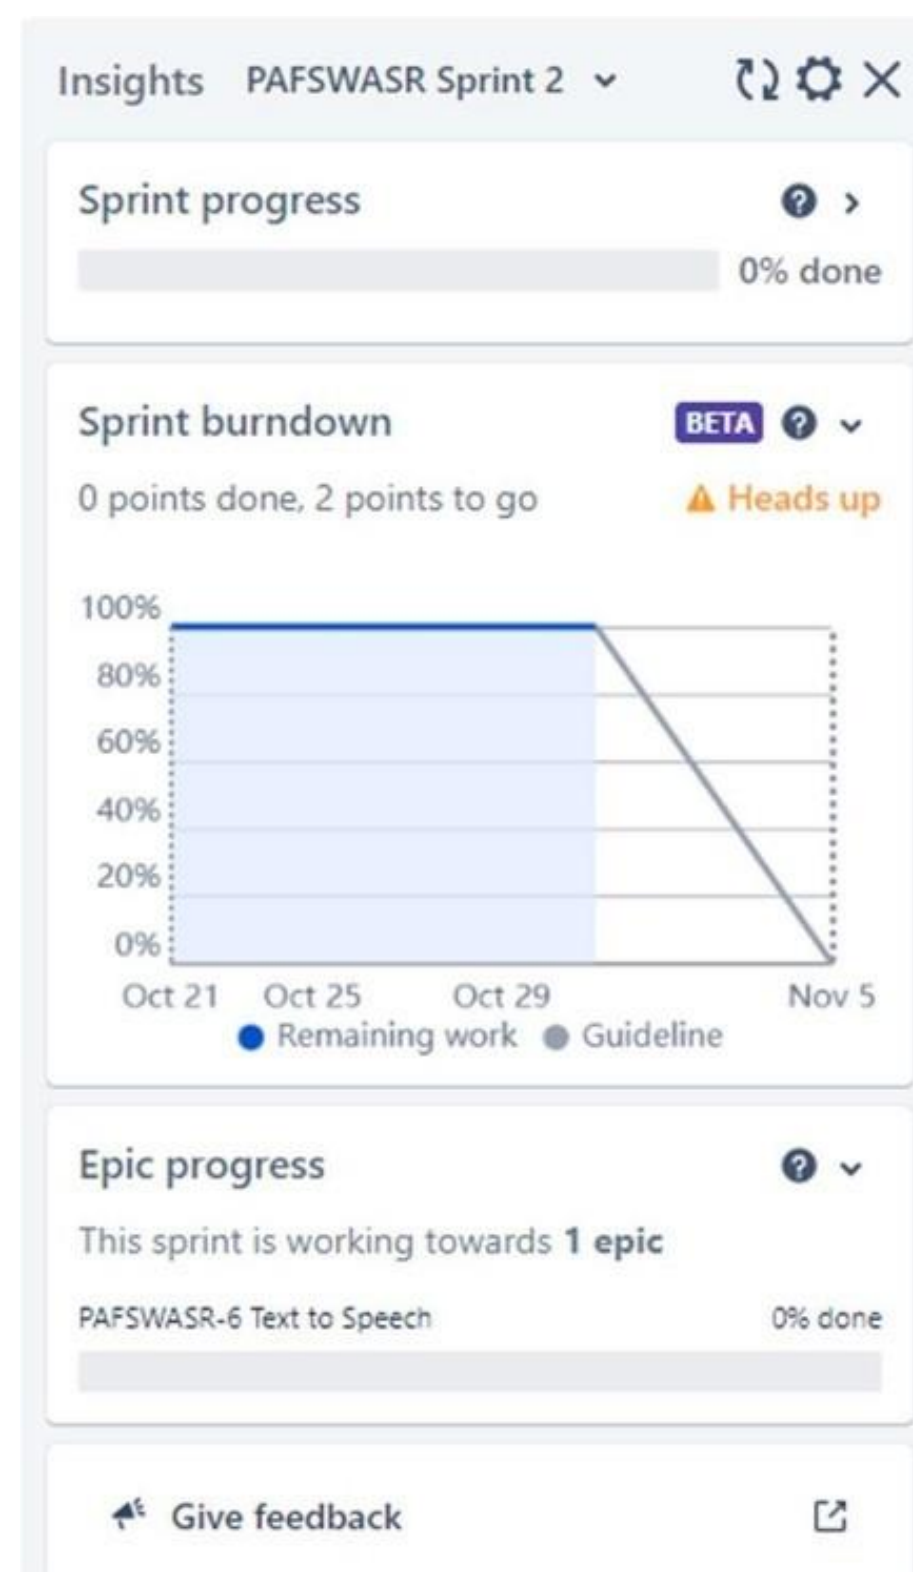 Insights PAFSWASR Sprint 2
Sprint progress
0% done
Sprint burndown BETA
0 points done, 2 points to go Heads up
100%
80%
60%
40%
20%
0%
Oct 21 Oct 25 Oct 29 Nov 5
Remaining work Guideline
Epic progress
This sprint is working towards 1 epic
PAFSWASR-6 Text to Speech 0% done
Give feedback